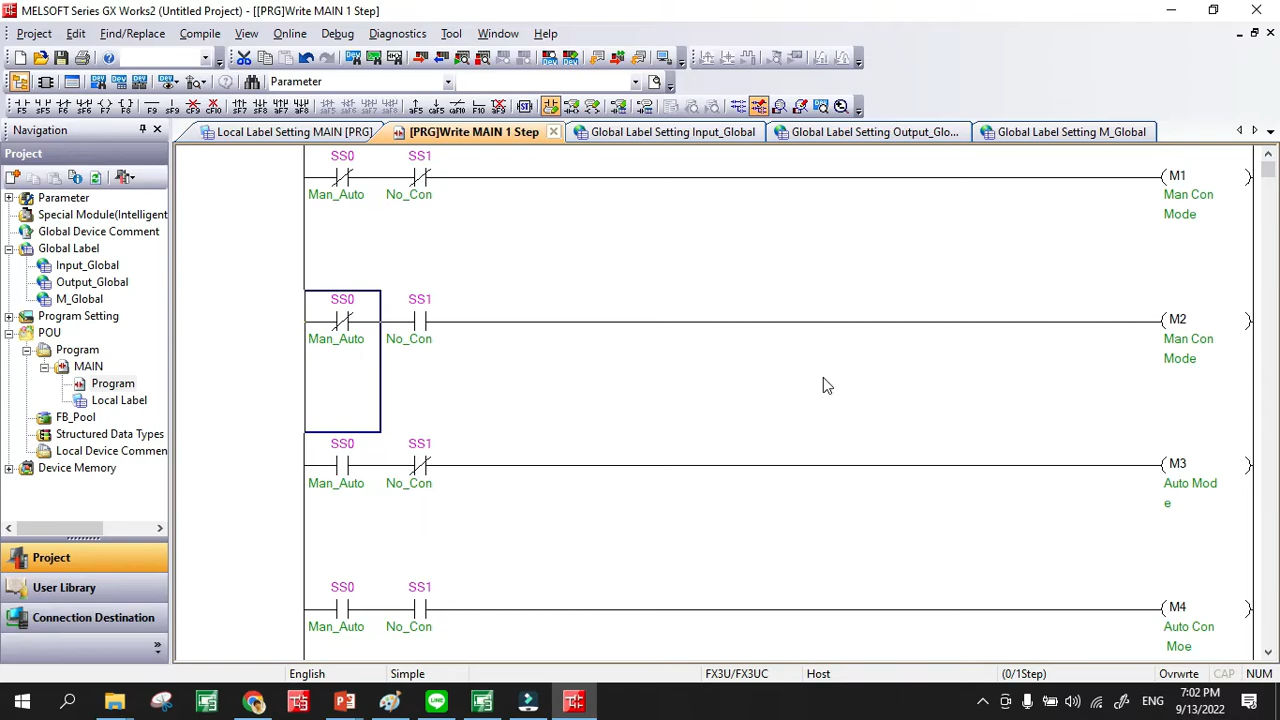 MELSOFT Series GX Works2 (Untitled Project) - [[PRG]Write MAIN 1 Step]
Project Edit Find/Replace Compile View Online Debug Diagnostics Tool Window Help
Parameter
Navigation
Local Label Setting MAIN [PRG]
[PRG]Write MAIN 1 Step
Global Label Setting Input_Global
Global Label Setting Output_Glo...
Global Label Setting M_Global
Project
Parameter
Special Module(Intelligent
Global Device Comment
Global Label
Input_Global
Output_Global
M_Global
Program Setting
POU
Program
MAIN
Program
Local Label
FB_Pool
Structured Data Types
Local Device Commen
Device Memory
Project
User Library
Connection Destination
SS0 SS1
M1
Man_Auto No_Con
Man Con
Mode
SS0 SS1
M2
Man_Auto No_Con
Man Con
Mode
SS0 SS1
M3
Man_Auto No_Con
Auto Mod
e
SS0 SS1
M4
Man_Auto No_Con
Auto Con
Moe
English Simple FX3U/FX3UC Host (0/1Step) Ovrwrte CAP NUM
ENG
7:02 PM
9/13/2022